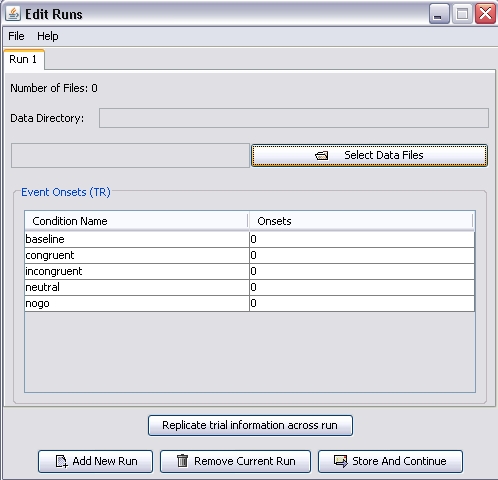 Edit Runs
File Help
Run 1
Number of Files: 0
Data Directory:
Select Data Files
Event Onsets (TR)
Condition Name Onsets
baseline 0
congruent 0
incongruent 0
neutral 0
nogo 0
Replicate trial information across run
Add New Run Remove Current Run Store And Continue